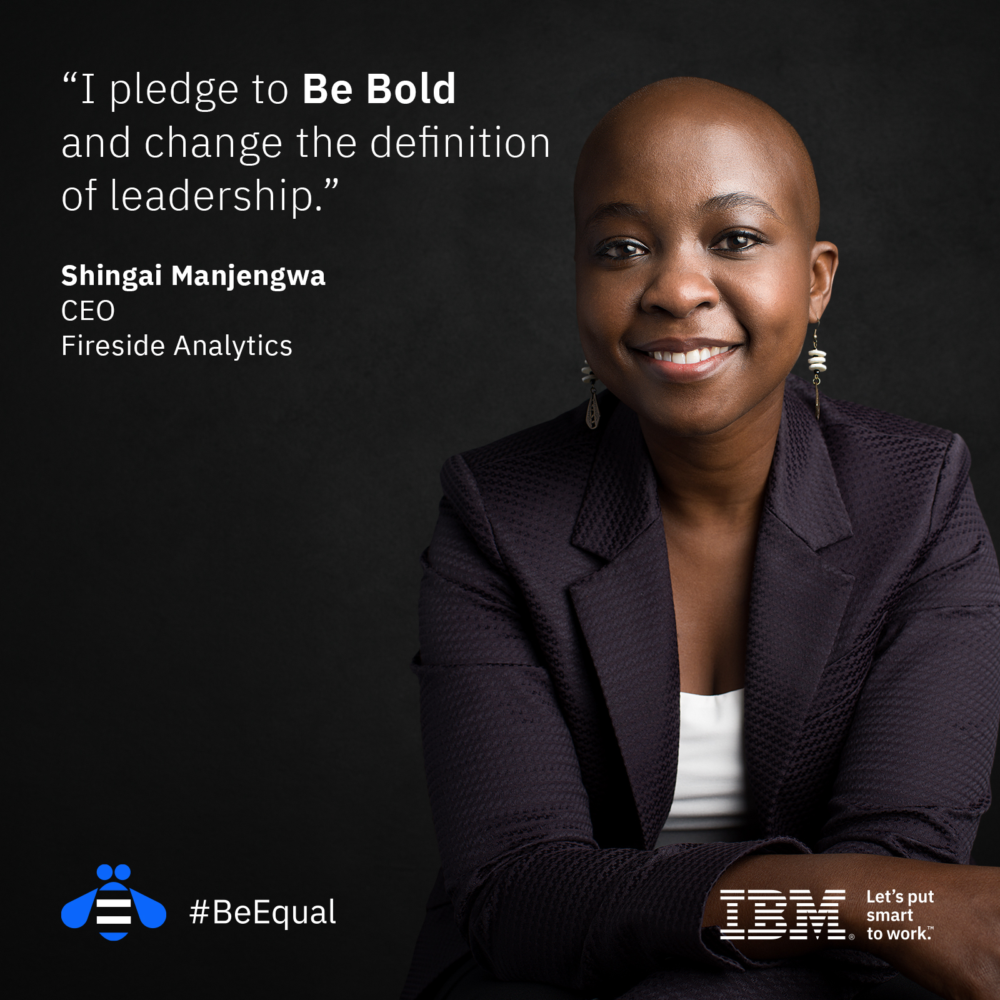 “I pledge to Be Bold
and change the definition
of leadership.”
Shingai Manjengwa
CEO
Fireside Analytics
#BeEqual
IBM®
Let’s put
smart
to work.™